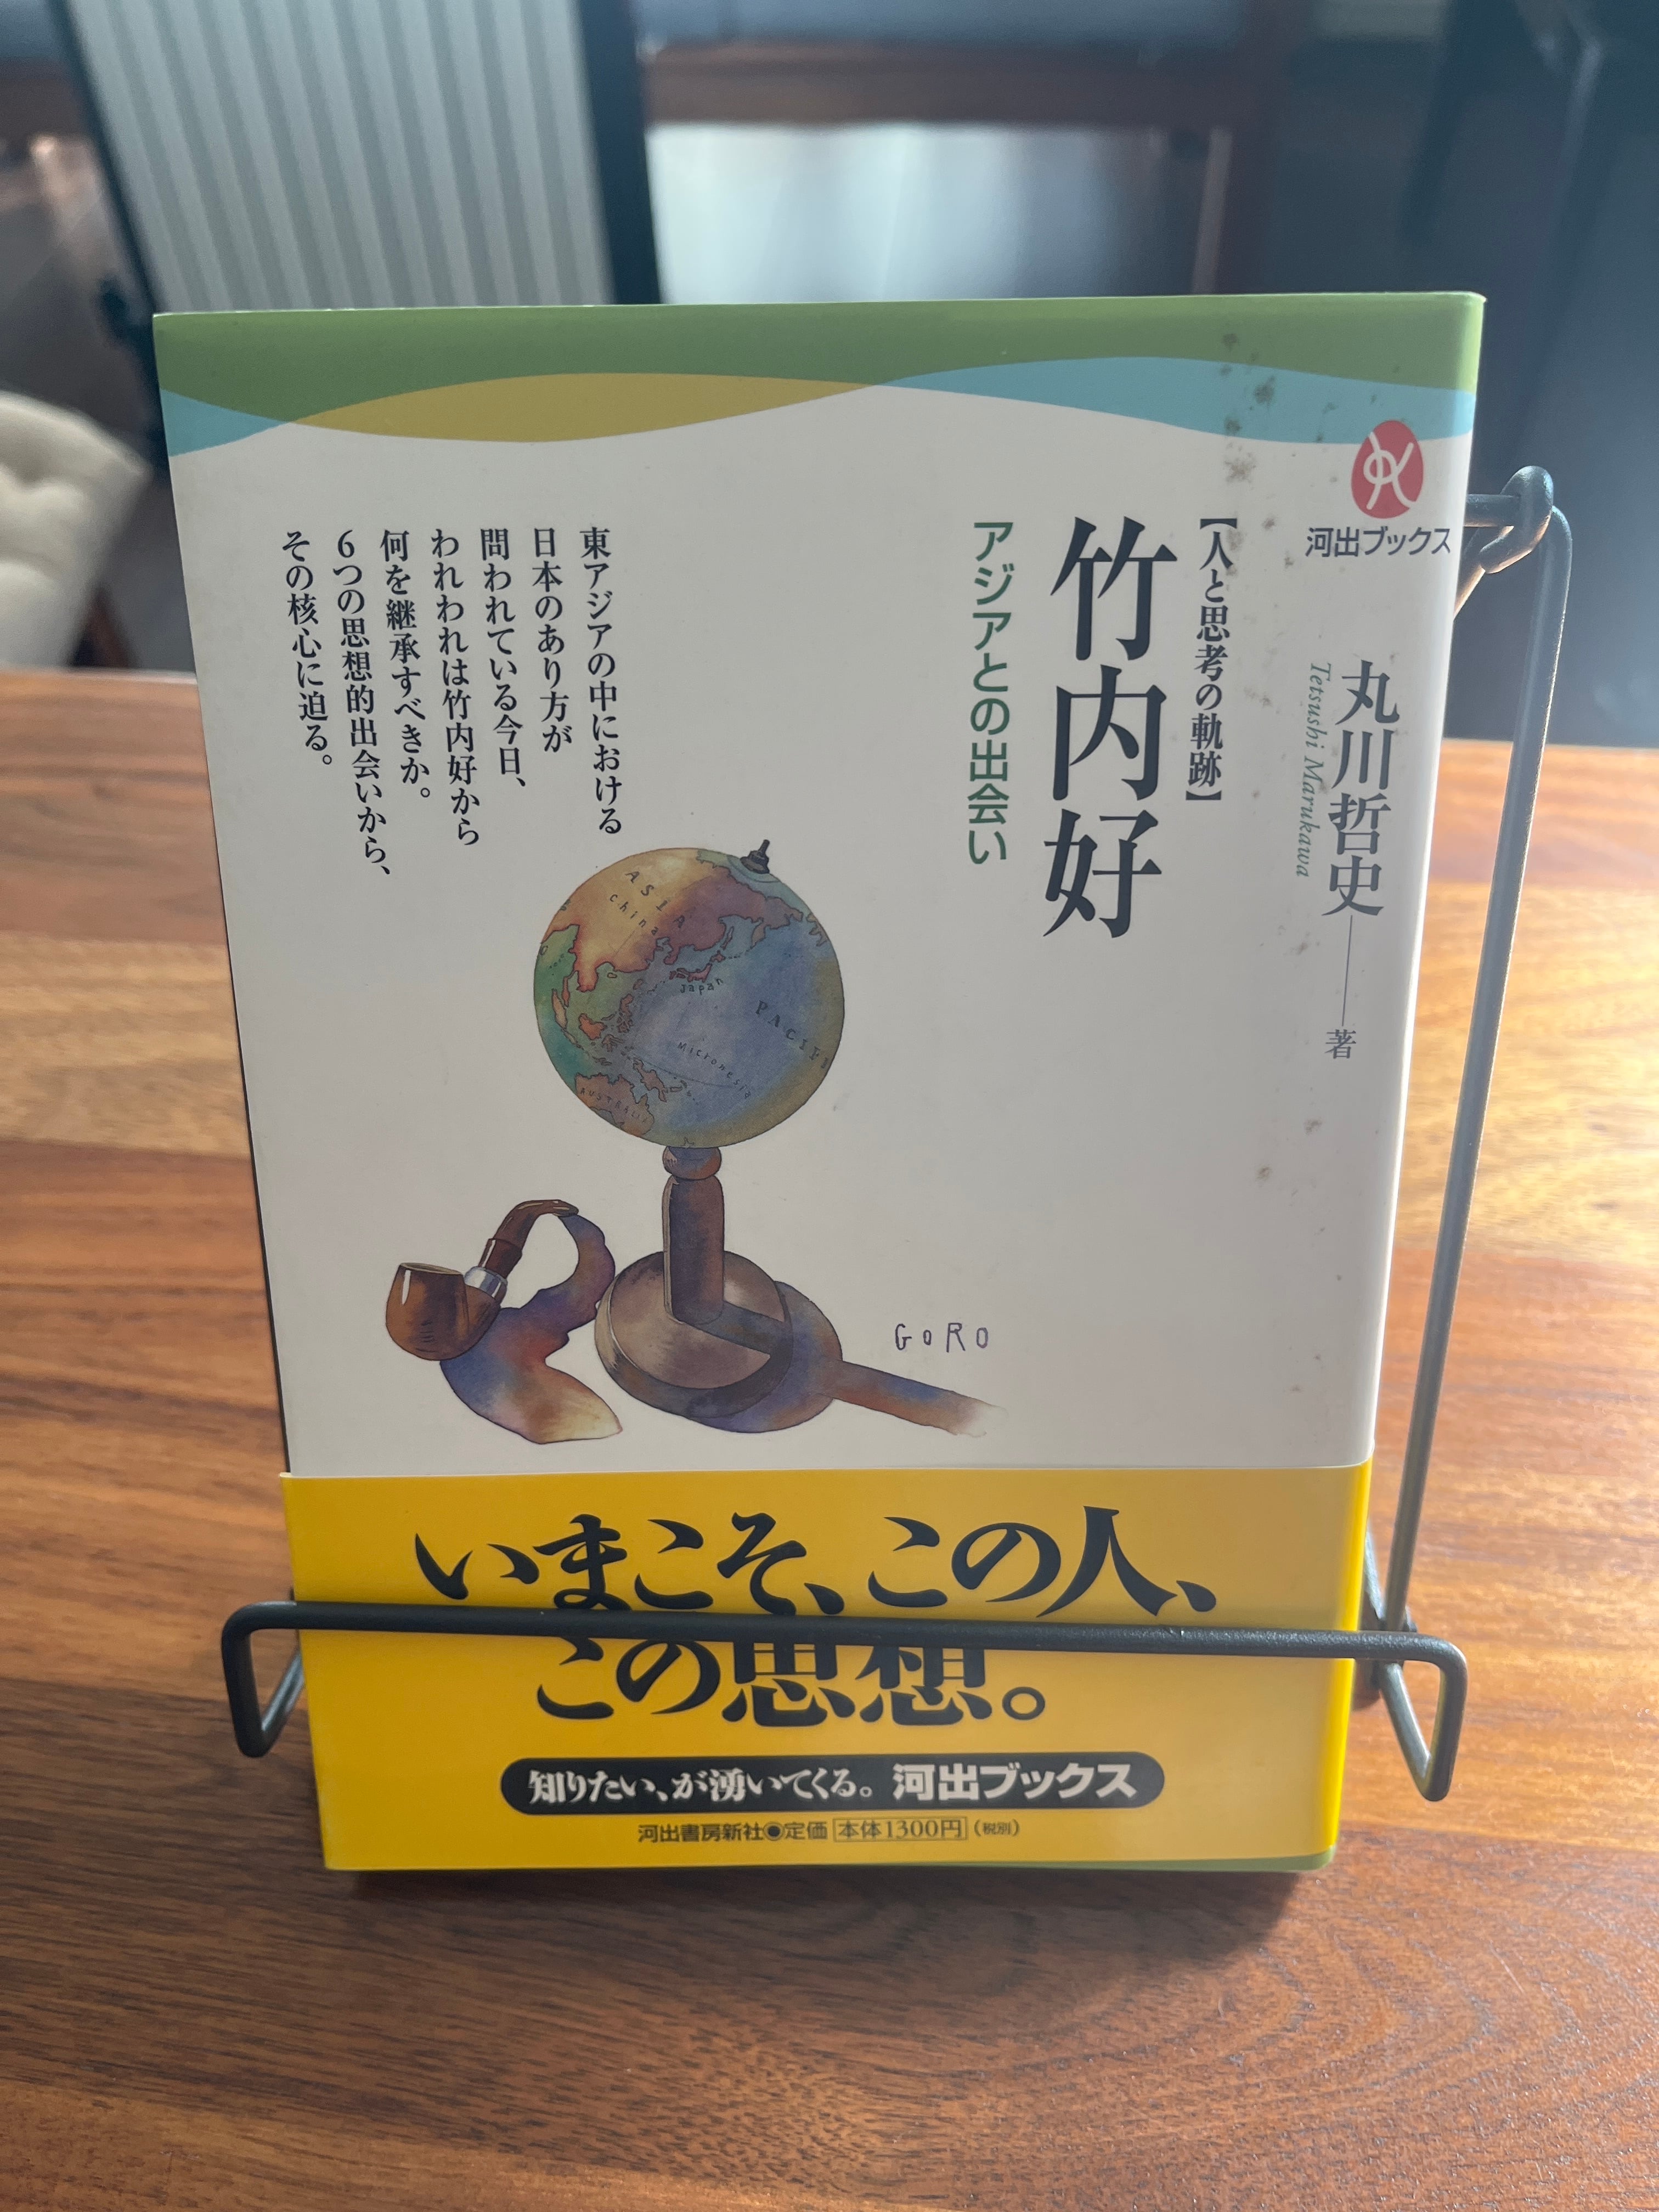 河出ブックス
丸川哲史――著
Tetsushi Marukawa
【人と思考の軌跡】
竹内好
アジアとの出会い
東アジアの中における
日本のあり方が
問われている今日、
われわれは竹内好から
何を継承すべきか。
6つの思想的出会いから、
その核心に迫る。
ASIA
china
Japan
PACIFI
Micronesia
AUSTRALIA
GORO
いまこそ、この人、
この思想。
知りたい、が湧いてくる。河出ブックス
河出書房新社◉定価 本体1300円（税別）